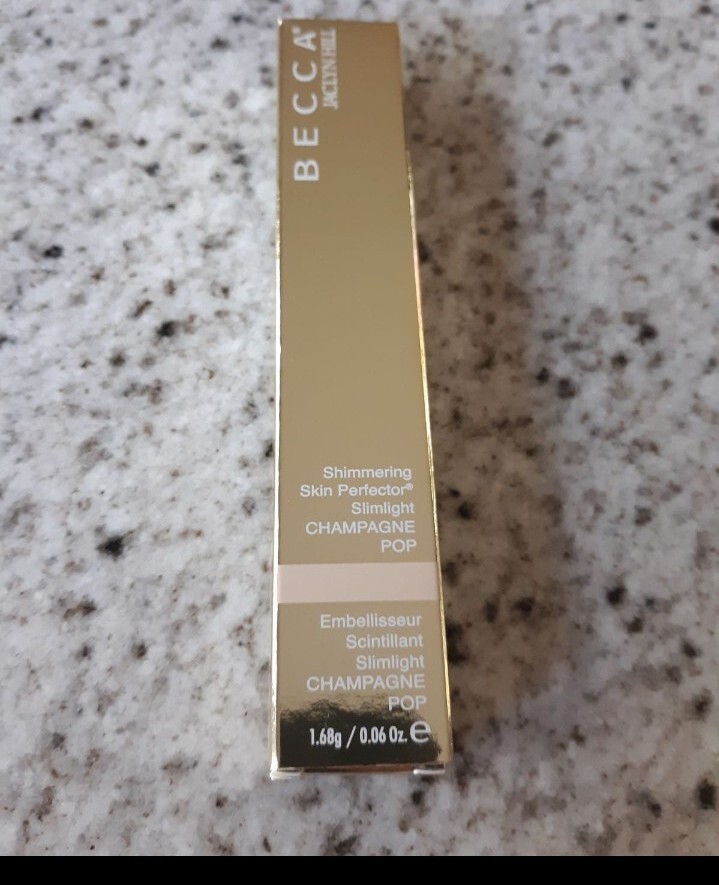 BECCA®
JACLYN HILL
Shimmering
Skin Perfector®
Slimlight
CHAMPAGNE
POP
Embellisseur
Scintillant
Slimlight
CHAMPAGNE
POP
1.68g / 0.06 Oz. ℮